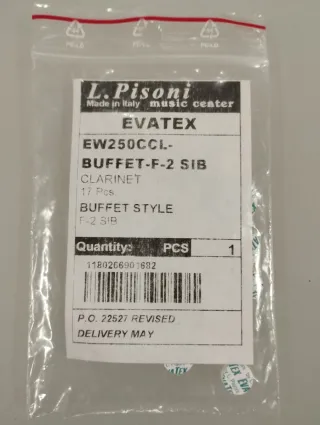 L.Pisoni
Made in Italy music center
EVATEX
EW250CCL-
BUFFET-F-2 SIB
CLARINET
17 Pcs
BUFFET STYLE
F-2 SIB
Quantity: PCS 1
P.O. 22527 REVISED
DELIVERY MAY